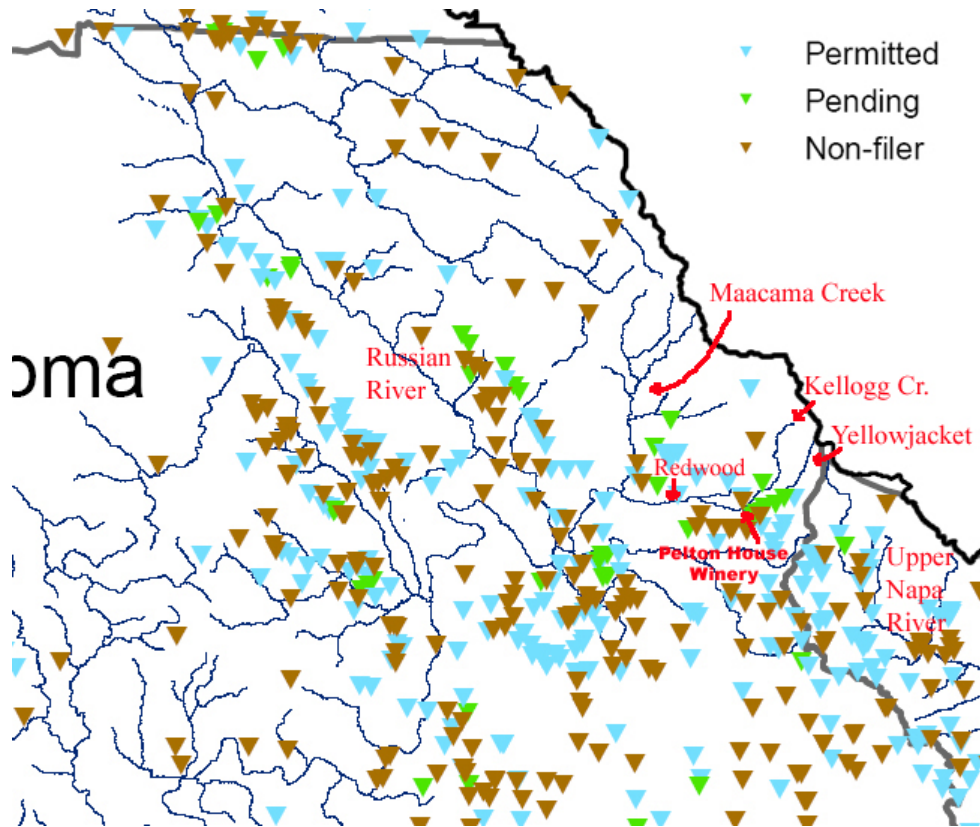 Permitted
Pending
Non-filer
Maacama Creek
oma
Russian
River
Kellogg Cr.
Yellowjacket
Redwood
Pelton House
Winery
Upper
Napa
River